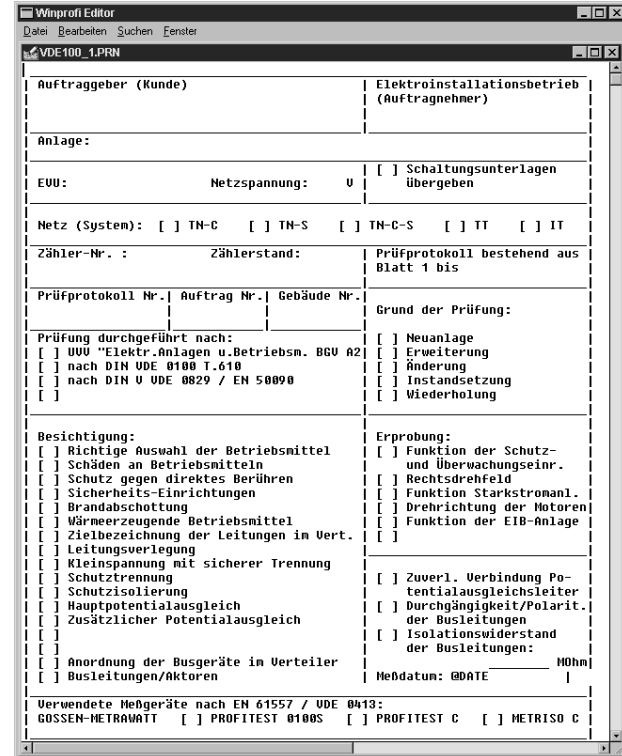 Winprofi Editor
Datei Bearbeiten Suchen Fenster
VDE100_1.PRN
Auftraggeber (Kunde) | Elektroinstallationsbetrieb
(Auftragnehmer)
Anlage:
[ ] Schaltungsunterlagen
EVU: Netzspannung: V | übergeben
Netz (System): [ ] TN-C [ ] TN-S [ ] TN-C-S [ ] TT [ ] IT
Zähler-Nr. : Zählerstand: | Prüfprotokoll bestehend aus
Blatt 1 bis
Prüfprotokoll Nr.| Auftrag Nr.| Gebäude Nr.
Grund der Prüfung:
Prüfung durchgeführt nach: | [ ] Neuanlage
[ ] UVV "Elektr.Anlagen u.Betriebsm. BGV A2| [ ] Erweiterung
[ ] nach DIN VDE 0100 T.610 | [ ] Änderung
[ ] nach DIN V VDE 0829 / EN 50090 | [ ] Instandsetzung
[ ] | [ ] Wiederholung
Besichtigung: | Erprobung:
[ ] Richtige Auswahl der Betriebsmittel | [ ] Funktion der Schutz-
[ ] Schäden an Betriebsmitteln | und Überwachungseinr.
[ ] Schutz gegen direktes Berühren | [ ] Rechtsdrehfeld
[ ] Sicherheits-Einrichtungen | [ ] Funktion Starkstromanl.
[ ] Brandabschottung | [ ] Drehrichtung der Motoren
[ ] Wärmeerzeugende Betriebsmittel | [ ] Funktion der EIB-Anlage
[ ] Zielbezeichnung der Leitungen im Vert. | [ ]
[ ] Leitungsverlegung
[ ] Kleinspannung mit sicherer Trennung
[ ] Schutztrennung | [ ] Zuverl. Verbindung Po-
[ ] Schutzisolierung | tentialausgleichsleiter
[ ] Hauptpotentialausgleich | [ ] Durchgängigkeit/Polarit.
[ ] Zusätzlicher Potentialausgleich | der Busleitungen
[ ] | [ ] Isolationswiderstand
[ ] | der Busleitungen:
[ ] Anordnung der Busgeräte im Verteiler | MOhm
[ ] Busleitungen/Aktoren | Meßdatum: @DATE
Verwendete Meßgeräte nach EN 61557 / VDE 0413:
GOSSEN-METRAWATT [ ] PROFITEST 0100S [ ] PROFITEST C [ ] METRISO C